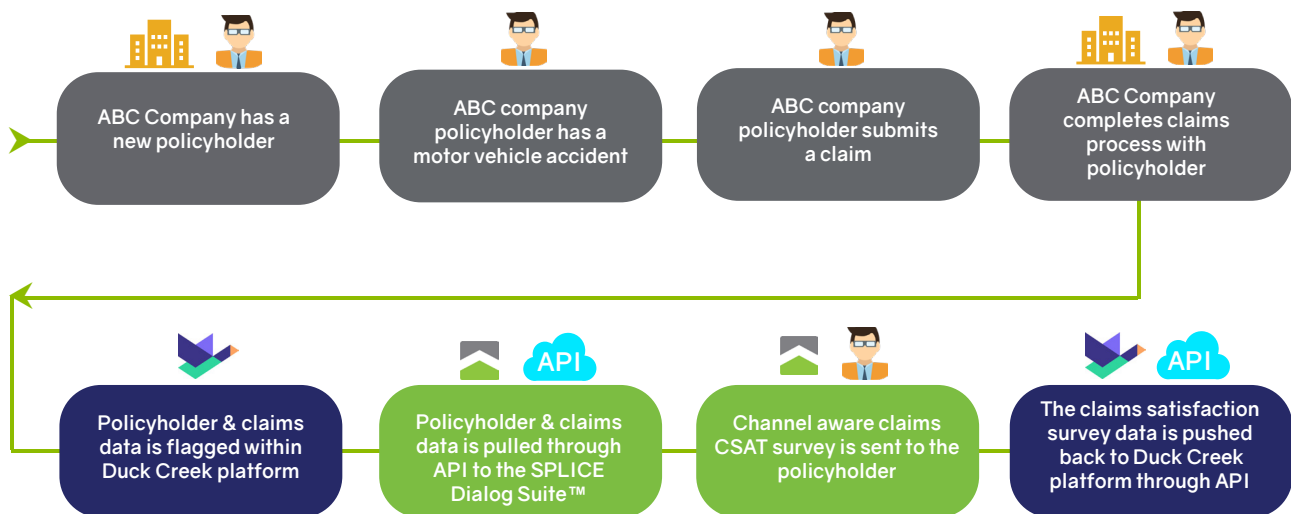 ABC Company has a
new policyholder
ABC company
policyholder has a
motor vehicle accident
ABC company
policyholder submits
a claim
ABC Company
completes claims
process with
policyholder
Policyholder & claims
data is flagged within
Duck Creek platform
API
Policyholder & claims
data is pulled through
API to the SPLICE
Dialog Suite™
Channel aware claims
CSAT survey is sent to the
policyholder
API
The claims satisfaction
survey data is pushed
back to Duck Creek
platform through API